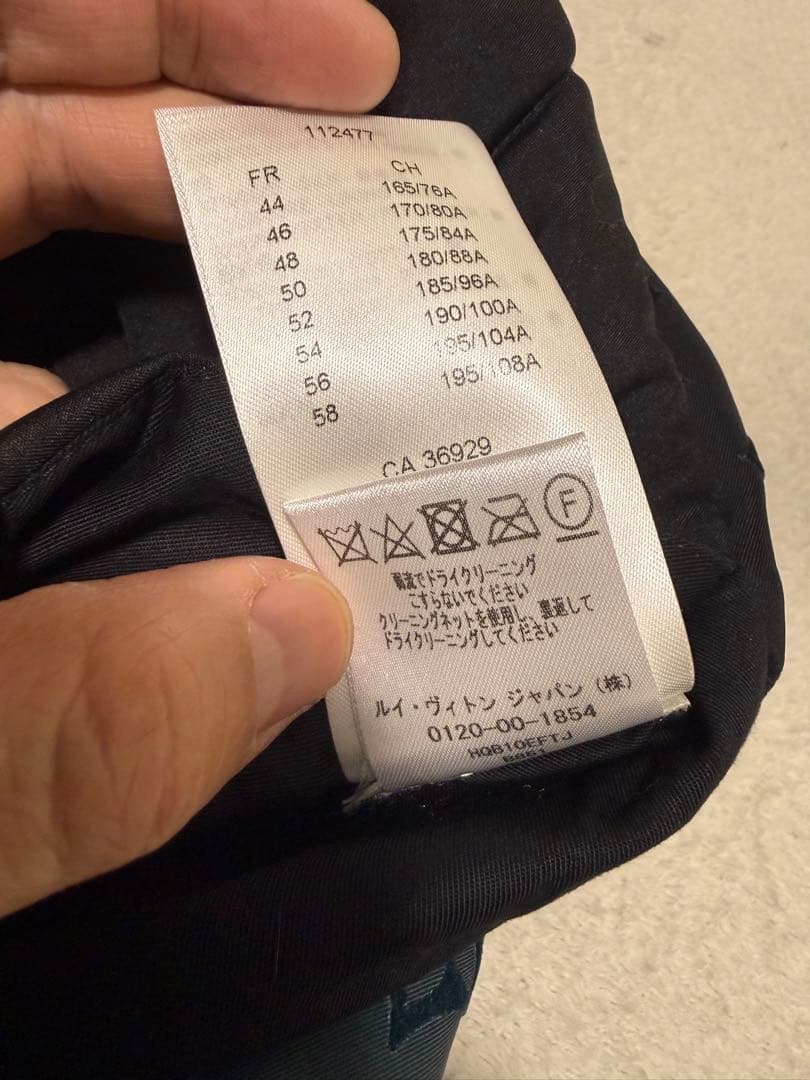 112477
FR CH
44 165/76A
46 170/80A
48 175/84A
50 180/88A
52 185/96A
54 190/100A
56 195/104A
58 195/108A
CA 36929
F
弱流でドライクリーニング
こすらないでください
クリーニングネットを使用し、裏返して
ドライクリーニングしてください
ルイ・ヴィトン ジャパン (株)
0120-00-1854